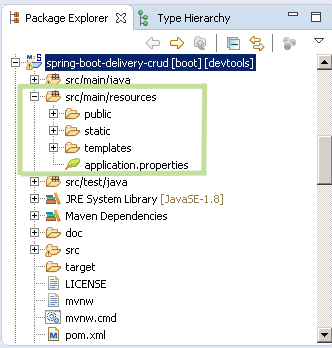 Package Explorer
Type Hierarchy
spring-boot-delivery-crud [boot] [devtools]
src/main/java
src/main/resources
public
static
templates
application.properties
src/test/java
JRE System Library [JavaSE-1.8]
Maven Dependencies
doc
src
target
LICENSE
mvnw
mvnw.cmd
pom.xml